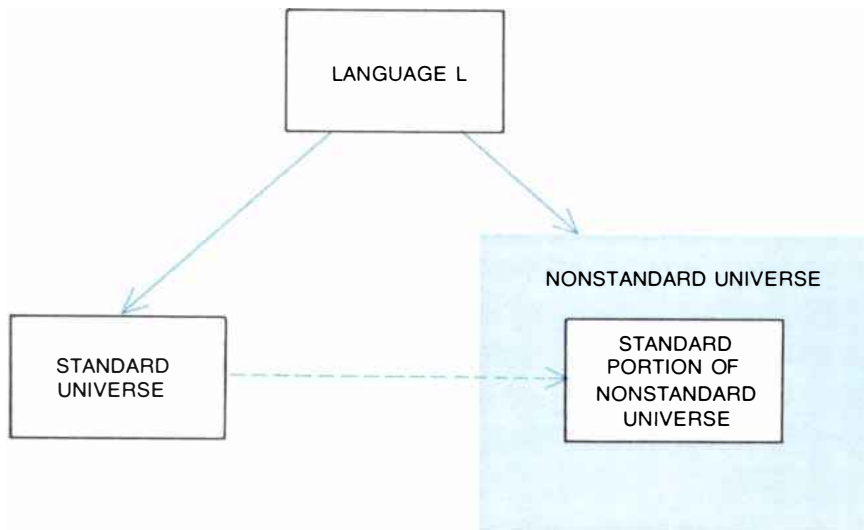 LANGUAGE L
NONSTANDARD UNIVERSE
STANDARD
UNIVERSE
STANDARD
PORTION OF
NONSTANDARD
UNIVERSE